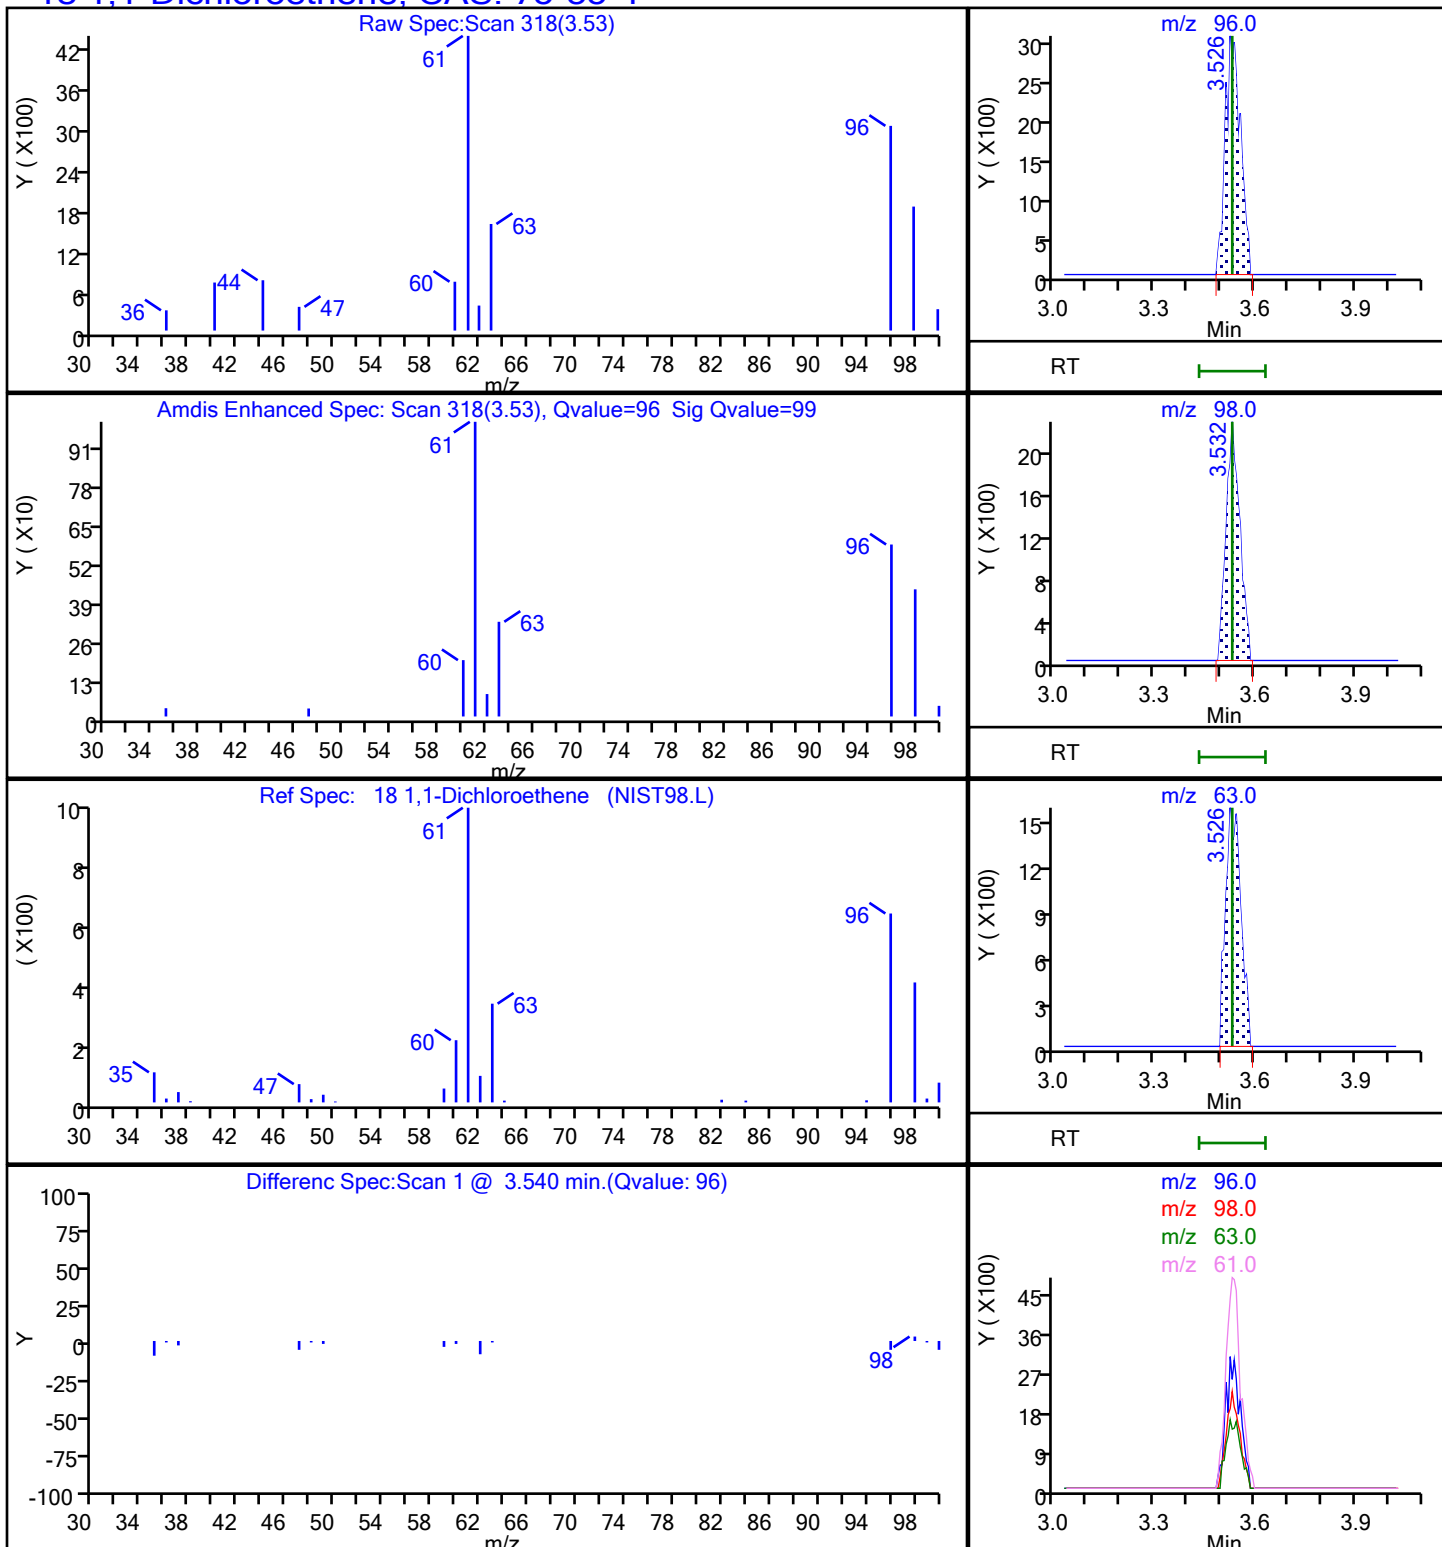 18 1,1-Dichloroethene, CAS: 75-35-4
Raw Spec:Scan 318(3.53)
Y ( X100)
42
36
30
24
18
12
6
0
61
96
63
60
44
47
36
30 34 38 42 46 50 54 58 62 66 70 74 78 82 86 90 94 98
m/z
m/z 96.0
3.526
Y ( X100)
30
25
20
15
10
5
0
3.0 3.3 3.6 3.9
Min
RT
Amdis Enhanced Spec: Scan 318(3.53), Qvalue=96 Sig Qvalue=99
Y ( X10)
91
78
65
52
39
26
13
0
61
96
63
60
30 34 38 42 46 50 54 58 62 66 70 74 78 82 86 90 94 98
m/z
m/z 98.0
3.532
Y ( X100)
20
16
12
8
4
0
3.0 3.3 3.6 3.9
Min
RT
Ref Spec: 18 1,1-Dichloroethene (NIST98.L)
( X100)
10
8
6
4
2
0
61
96
63
60
35
47
30 34 38 42 46 50 54 58 62 66 70 74 78 82 86 90 94 98
m/z 63.0
3.526
Y ( X100)
15
12
9
6
3
0
3.0 3.3 3.6 3.9
Min
RT
Differenc Spec:Scan 1 @ 3.540 min.(Qvalue: 96)
Y
100
75
50
25
0
-25
-50
-75
-100
98
30 34 38 42 46 50 54 58 62 66 70 74 78 82 86 90 94 98
m/z
m/z 96.0
m/z 98.0
m/z 63.0
m/z 61.0
Y ( X100)
45
36
27
18
9
0
3.0 3.3 3.6 3.9
Min